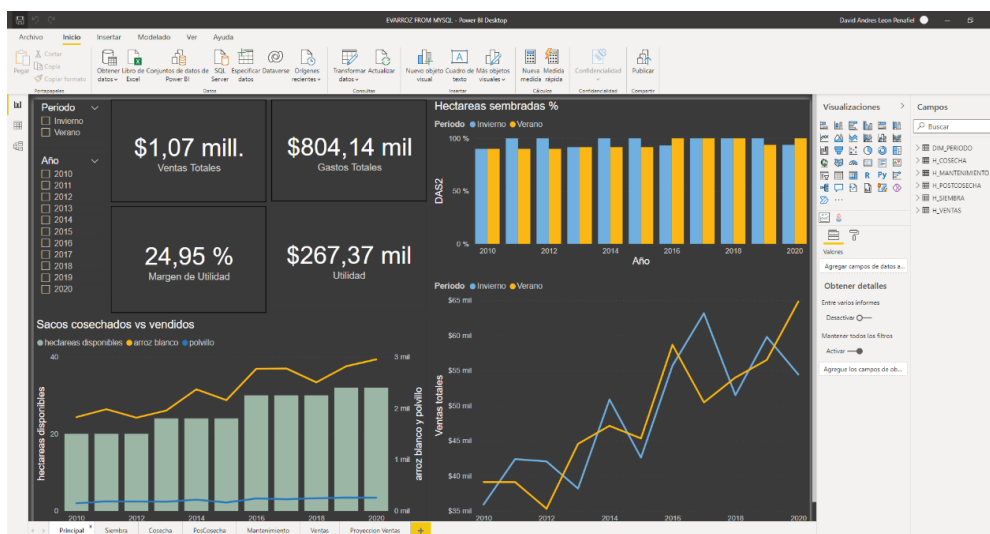 EVARROZ FROM MYSQL - Power BI Desktop
David Andres Leon Penafiel
Archivo Inicio Insertar Modelado Ver Ayuda
Pegar
Cortar
Copiar
Copiar formato
Portapapeles
Obtener datos
Libro de Excel
Conjuntos de datos de Power BI
SQL Server
Especificar datos
Dataverse
Orígenes recientes
Datos
Transformar datos
Actualizar
Consultas
Nuevo objeto visual
Cuadro de texto
Más objetos visuales
Insertar
Nueva medida
Medida rápida
Cálculos
Confidencialidad
Confidencialidad
Publicar
Compartir
Periodo
Invierno
Verano
Año
2010
2011
2012
2013
2014
2015
2016
2017
2018
2019
2020
$1,07 mill.
Ventas Totales
$804,14 mil
Gastos Totales
24,95 %
Margen de Utilidad
$267,37 mil
Utilidad
Hectareas sembradas %
Periodo Invierno Verano
100 %
50 %
0 %
DAS2
2010 2012 2014 2016 2018 2020
Año
Sacos cosechados vs vendidos
hectareas disponibles arroz blanco polvillo
40
20
0
hectareas disponibles
3 mil
2 mil
1 mil
0 mil
arroz blanco y polvillo
2010 2012 2014 2016 2018 2020
Periodo Invierno Verano
$65 mil
$60 mil
$55 mil
$50 mil
$45 mil
$40 mil
$35 mil
Ventas totales
2010 2012 2014 2016 2018 2020
Visualizaciones
R Py
Valores
Agregar campos de datos a...
Obtener detalles
Entre varios informes
Desactivar
Mantener todos los filtros
Activar
Agregue los campos de ob...
Campos
Buscar
DIM_PERIODO
H_COSECHA
H_MANTENIMIENTO
H_POSTCOSECHA
H_SIEMBRA
H_VENTAS
Principal Siembra Cosecha PosCosecha Mantenimiento Ventas Proyeccion Ventas